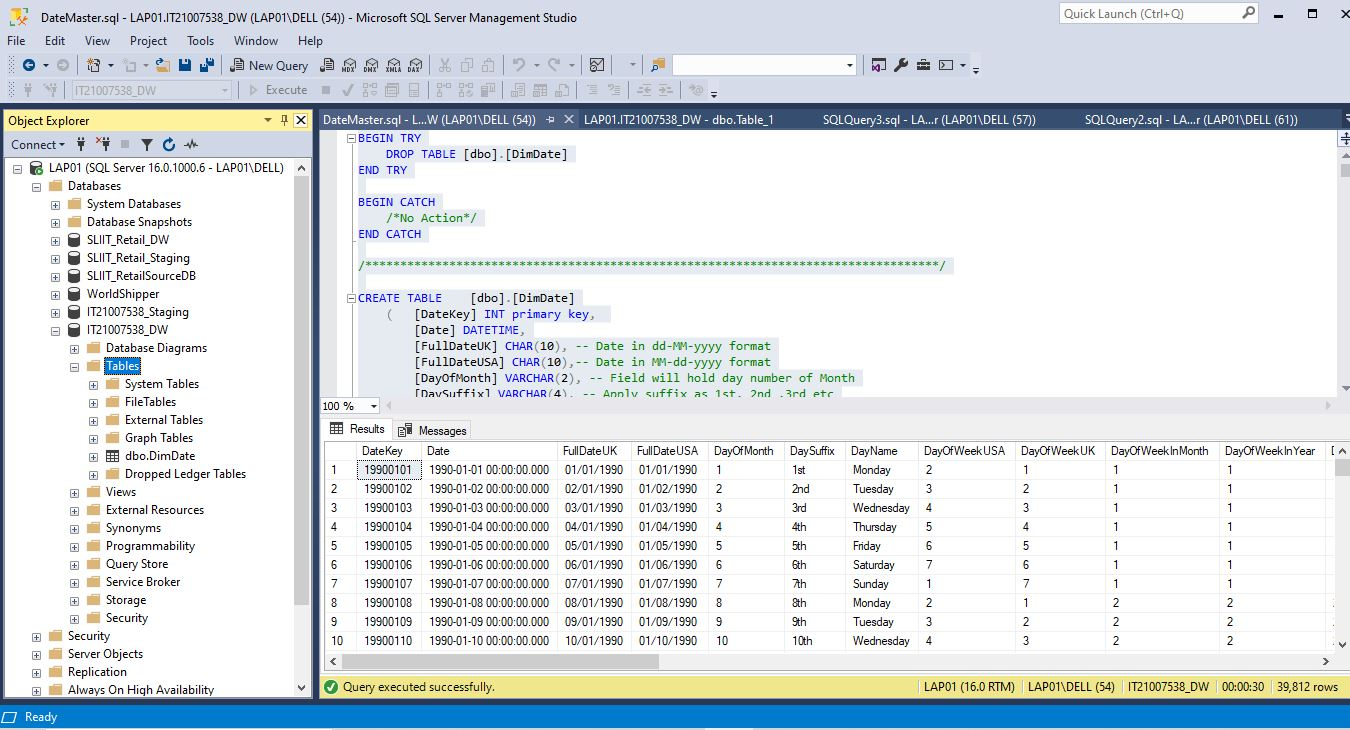 DateMaster.sql - LAP01.IT21007538_DW (LAP01\DELL (54)) - Microsoft SQL Server Management Studio
Quick Launch (Ctrl+Q)
File Edit View Project Tools Window Help
New Query MDX DMX XMLA DAX
IT21007538_DW Execute
Object Explorer
Connect
LAP01 (SQL Server 16.0.1000.6 - LAP01\DELL)
Databases
System Databases
Database Snapshots
SLIIT_Retail_DW
SLIIT_Retail_Staging
SLIIT_RetailSourceDB
WorldShipper
IT21007538_Staging
IT21007538_DW
Database Diagrams
Tables
System Tables
FileTables
External Tables
Graph Tables
dbo.DimDate
Dropped Ledger Tables
Views
External Resources
Synonyms
Programmability
Query Store
Service Broker
Storage
Security
Security
Server Objects
Replication
Always On High Availability
DateMaster.sql - L...W (LAP01\DELL (54)) LAP01.IT21007538_DW - dbo.Table_1 SQLQuery3.sql - LA...r (LAP01\DELL (57)) SQLQuery2.sql - LA...r (LAP01\DELL (61))
BEGIN TRY
DROP TABLE [dbo].[DimDate]
END TRY
BEGIN CATCH
/*No Action*/
END CATCH
/**********************************************************************************/
CREATE TABLE [dbo].[DimDate]
( [DateKey] INT primary key,
[Date] DATETIME,
[FullDateUK] CHAR(10), -- Date in dd-MM-yyyy format
[FullDateUSA] CHAR(10),-- Date in MM-dd-yyyy format
[DayOfMonth] VARCHAR(2), -- Field will hold day number of Month
[DaySuffix] VARCHAR(4), -- Apply suffix as 1st, 2nd ,3rd etc
100 %
Results Messages
DateKey Date FullDateUK FullDateUSA DayOfMonth DaySuffix DayName DayOfWeekUSA DayOfWeekUK DayOfWeekInMonth DayOfWeekInYear
1 19900101 1990-01-01 00:00:00.000 01/01/1990 01/01/1990 1 1st Monday 2 1 1 1
2 19900102 1990-01-02 00:00:00.000 02/01/1990 01/02/1990 2 2nd Tuesday 3 2 1 1
3 19900103 1990-01-03 00:00:00.000 03/01/1990 01/03/1990 3 3rd Wednesday 4 3 1 1
4 19900104 1990-01-04 00:00:00.000 04/01/1990 01/04/1990 4 4th Thursday 5 4 1 1
5 19900105 1990-01-05 00:00:00.000 05/01/1990 01/05/1990 5 5th Friday 6 5 1 1
6 19900106 1990-01-06 00:00:00.000 06/01/1990 01/06/1990 6 6th Saturday 7 6 1 1
7 19900107 1990-01-07 00:00:00.000 07/01/1990 01/07/1990 7 7th Sunday 1 7 1 1
8 19900108 1990-01-08 00:00:00.000 08/01/1990 01/08/1990 8 8th Monday 2 1 2 2
9 19900109 1990-01-09 00:00:00.000 09/01/1990 01/09/1990 9 9th Tuesday 3 2 2 2
10 19900110 1990-01-10 00:00:00.000 10/01/1990 01/10/1990 10 10th Wednesday 4 3 2 2
Query executed successfully. LAP01 (16.0 RTM) LAP01\DELL (54) IT21007538_DW 00:00:30 39,812 rows
Ready